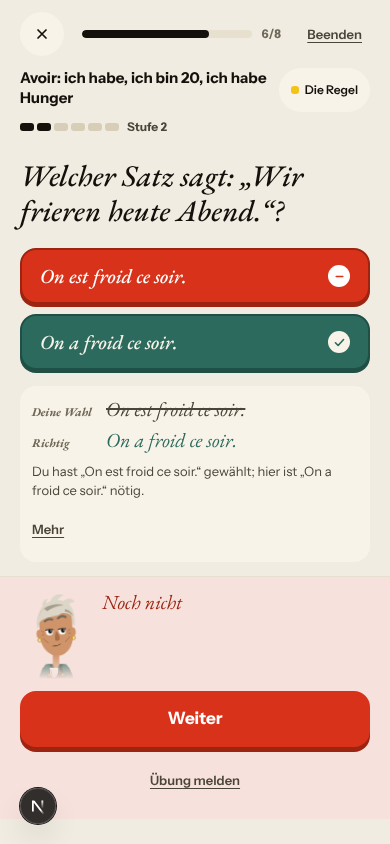 6/8
Beenden
Avoir: ich habe, ich bin 20, ich habe
Hunger
Die Regel
Stufe 2
Welcher Satz sagt: „Wir
frieren heute Abend.“?
On est froid ce soir.
On a froid ce soir.
Deine Wahl On est froid ce soir.
Richtig On a froid ce soir.
Du hast „On est froid ce soir.“ gewählt; hier ist „On a
froid ce soir.“ nötig.
Mehr
Noch nicht
Weiter
Übung melden
N